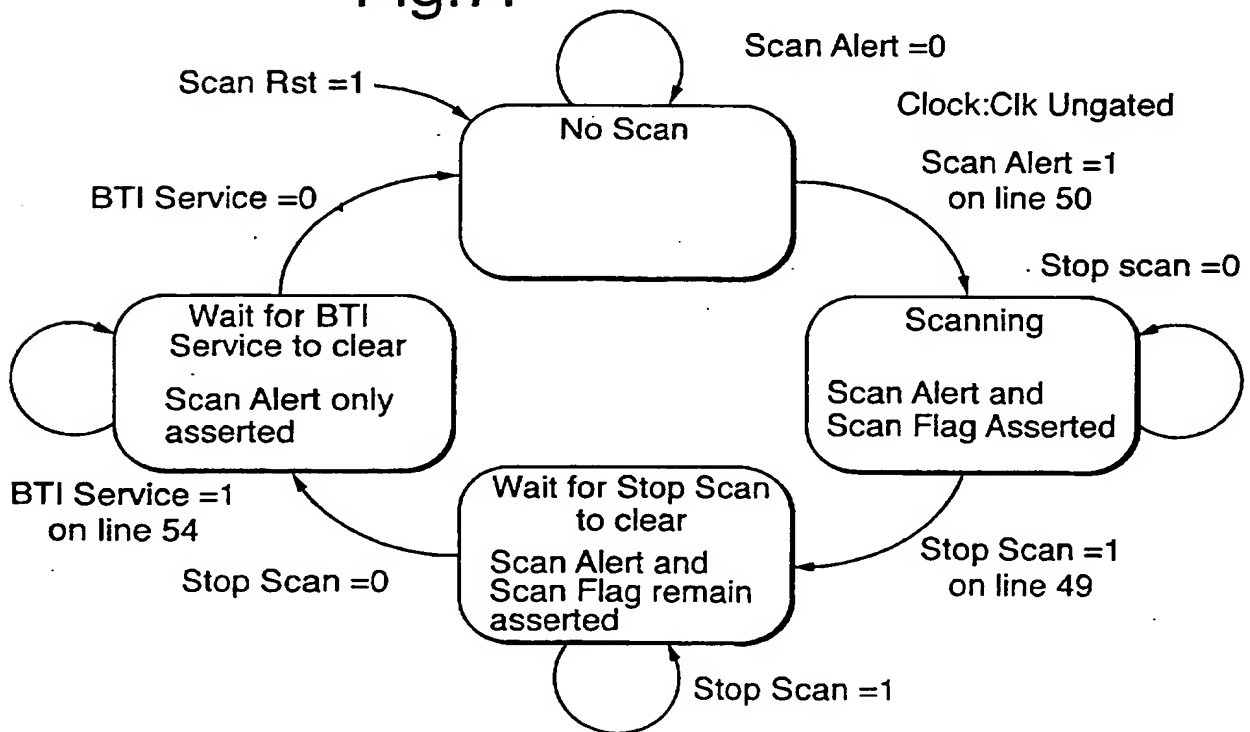 Fig.7.
Scan Alert =0
Scan Rst =1
Clock:Clk Ungated
No Scan
Scan Alert =1
on line 50
BTI Service =0
Stop scan =0
Wait for BTI
Service to clear
Scan Alert only
asserted
Scanning
Scan Alert and
Scan Flag Asserted
BTI Service =1
on line 54
Wait for Stop Scan
to clear
Scan Alert and
Scan Flag remain
asserted
Stop Scan =0
Stop Scan =1
on line 49
Stop Scan =1